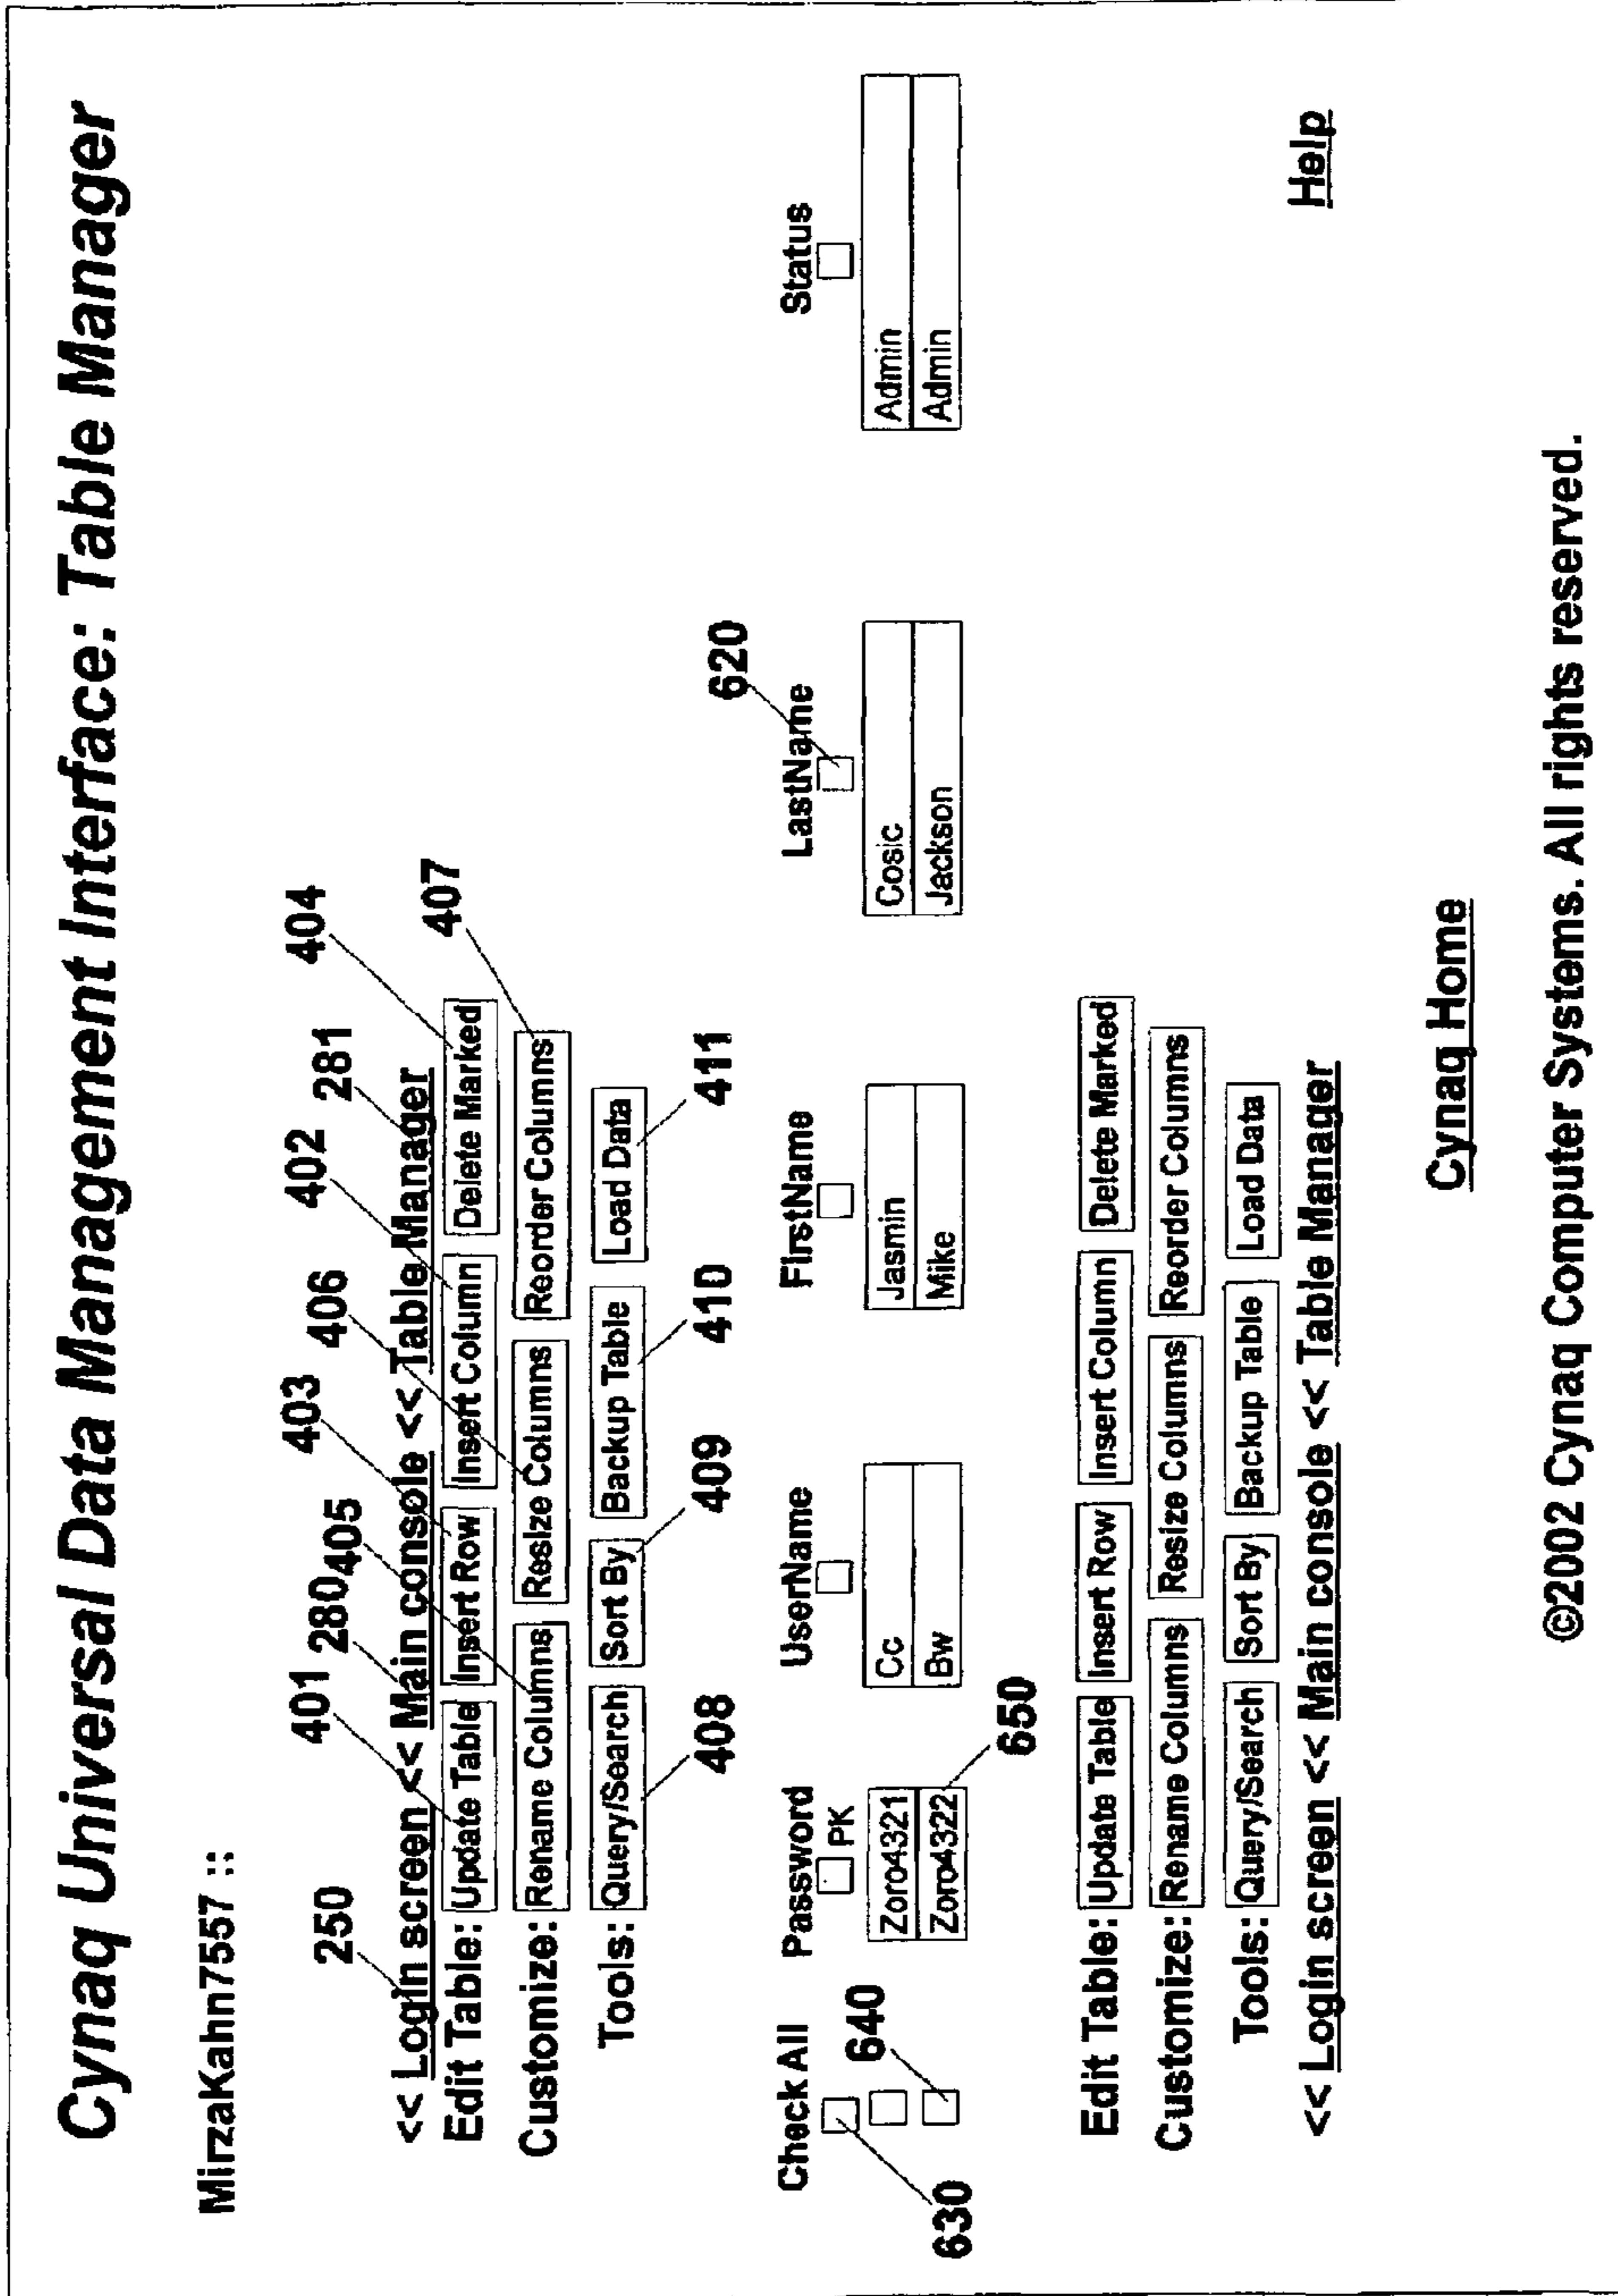 Cynaq Universal Data Management Interface: Table Manager
MirzaKahn7557 ::
250 401 280 405 403 406 402 281 404
<< Login screen << Main console << Table Manager
Edit Table: Update Table Insert Row Insert Column Delete Marked
407
Customize: Rename Columns Resize Columns Reorder Columns
Tools: Query/Search Sort By Backup Table Load Data
408 409 410 411
620
Check All Password UserName FirstName LastName Status
PK
Zoro4321 Cc Jasmin Cosic Admin
Zoro4322 Bw Mike Jackson Admin
630 640 650
Edit Table: Update Table Insert Row Insert Column Delete Marked
Customize: Rename Columns Resize Columns Reorder Columns
Tools: Query/Search Sort By Backup Table Load Data
<< Login screen << Main console << Table Manager Help
Cynaq Home
©2002 Cynaq Computer Systems. All rights reserved.